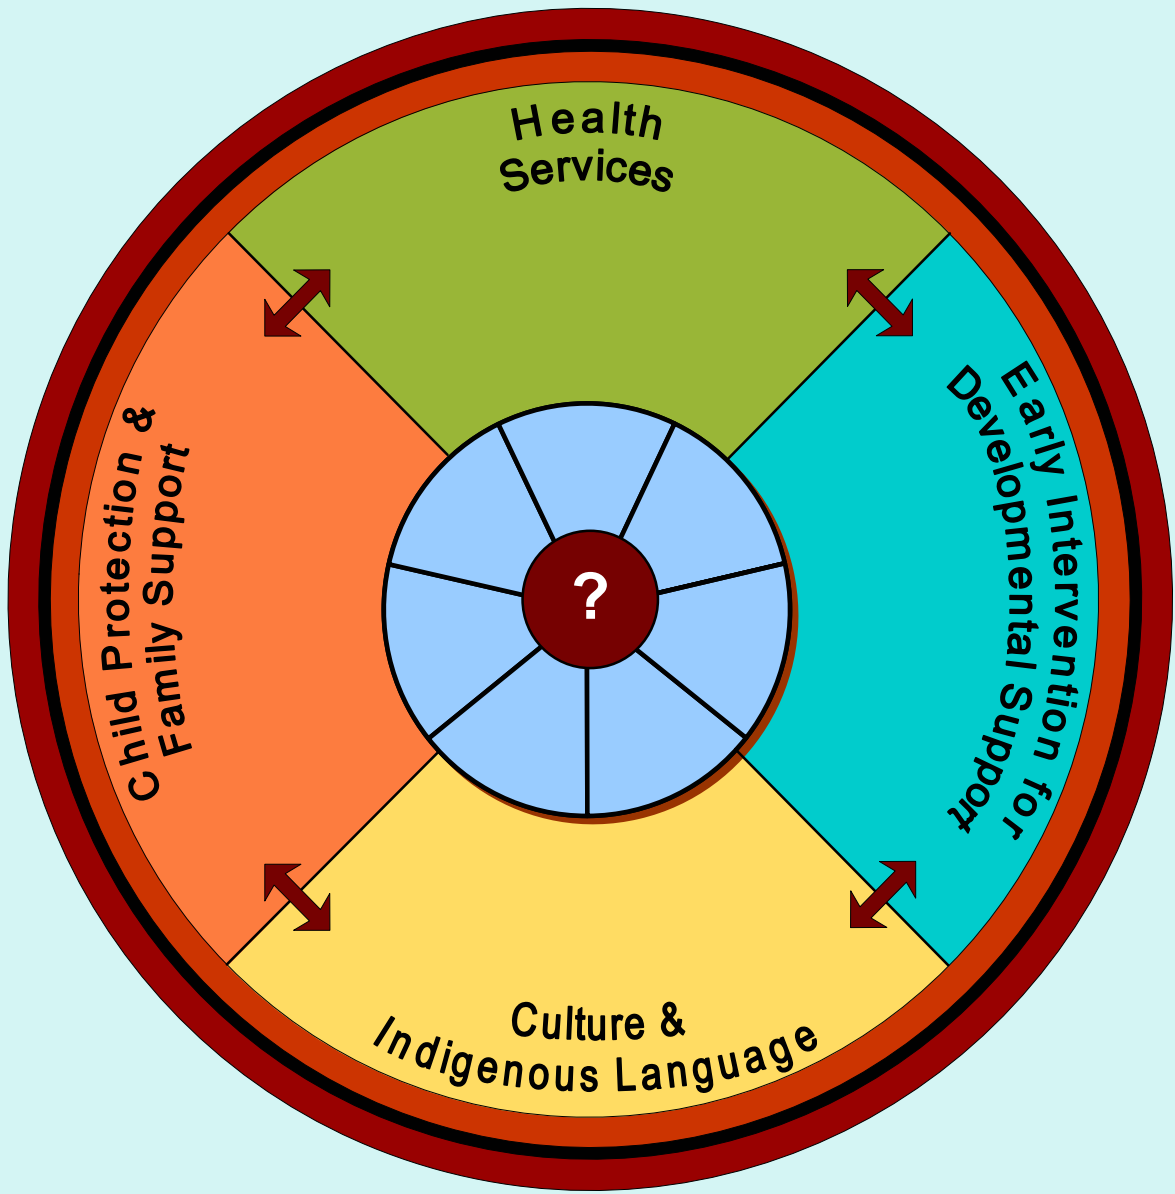 Health
Services
Child Protection &
Family Support
?
Early Intervention for
Developmental Support
Culture &
Indigenous Language